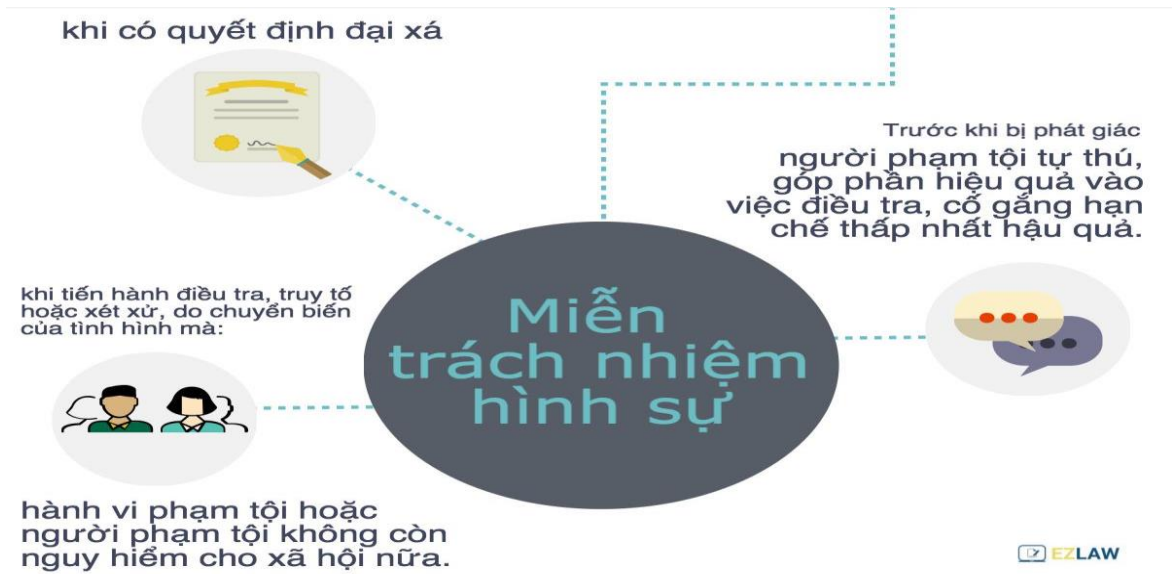 khi có quyết định đại xá
Trước khi bị phát giác
người phạm tội tự thú,
góp phần hiệu quả vào
việc điều tra, cố gắng hạn
chế thấp nhất hậu quả.
khi tiến hành điều tra, truy tố
hoặc xét xử, do chuyển biến
của tình hình mà:
Miễn
trách nhiệm
hình sự
hành vi phạm tội hoặc
người phạm tội không còn
nguy hiểm cho xã hội nữa.
EZLAW